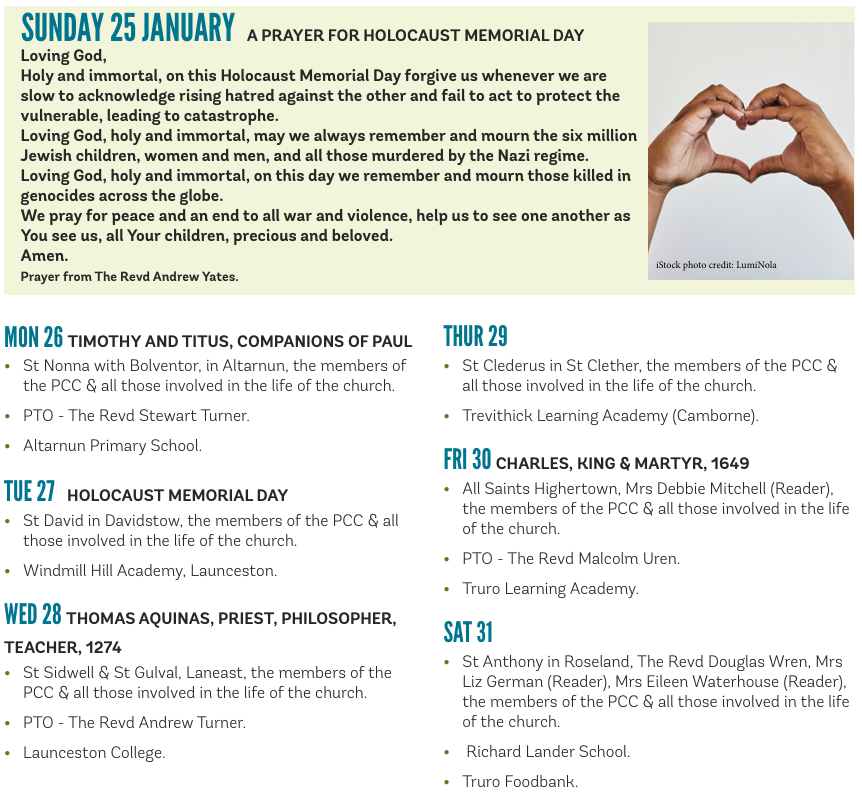 SUNDAY 25 JANUARY A PRAYER FOR HOLOCAUST MEMORIAL DAY
Loving God,
Holy and immortal, on this Holocaust Memorial Day forgive us whenever we are
slow to acknowledge rising hatred against the other and fail to act to protect the
vulnerable, leading to catastrophe.
Loving God, holy and immortal, may we always remember and mourn the six million
Jewish children, women and men, and all those murdered by the Nazi regime.
Loving God, holy and immortal, on this day we remember and mourn those killed in
genocides across the globe.
We pray for peace and an end to all war and violence, help us to see one another as
You see us, all Your children, precious and beloved.
Amen.
Prayer from The Revd Andrew Yates.
iStock photo credit: LumiNola
MON 26 TIMOTHY AND TITUS, COMPANIONS OF PAUL
• St Nonna with Bolventor, in Altarnun, the members of
the PCC & all those involved in the life of the church.
• PTO - The Revd Stewart Turner.
• Altarnun Primary School.
TUE 27 HOLOCAUST MEMORIAL DAY
• St David in Davidstow, the members of the PCC & all
those involved in the life of the church.
• Windmill Hill Academy, Launceston.
WED 28 THOMAS AQUINAS, PRIEST, PHILOSOPHER,
TEACHER, 1274
• St Sidwell & St Gulval, Laneast, the members of the
PCC & all those involved in the life of the church.
• PTO - The Revd Andrew Turner.
• Launceston College.
THUR 29
• St Clederus in St Clether, the members of the PCC &
all those involved in the life of the church.
• Trevithick Learning Academy (Camborne).
FRI 30 CHARLES, KING & MARTYR, 1649
• All Saints Highertown, Mrs Debbie Mitchell (Reader),
the members of the PCC & all those involved in the life
of the church.
• PTO - The Revd Malcolm Uren.
• Truro Learning Academy.
SAT 31
• St Anthony in Roseland, The Revd Douglas Wren, Mrs
Liz German (Reader), Mrs Eileen Waterhouse (Reader),
the members of the PCC & all those involved in the life
of the church.
• Richard Lander School.
• Truro Foodbank.